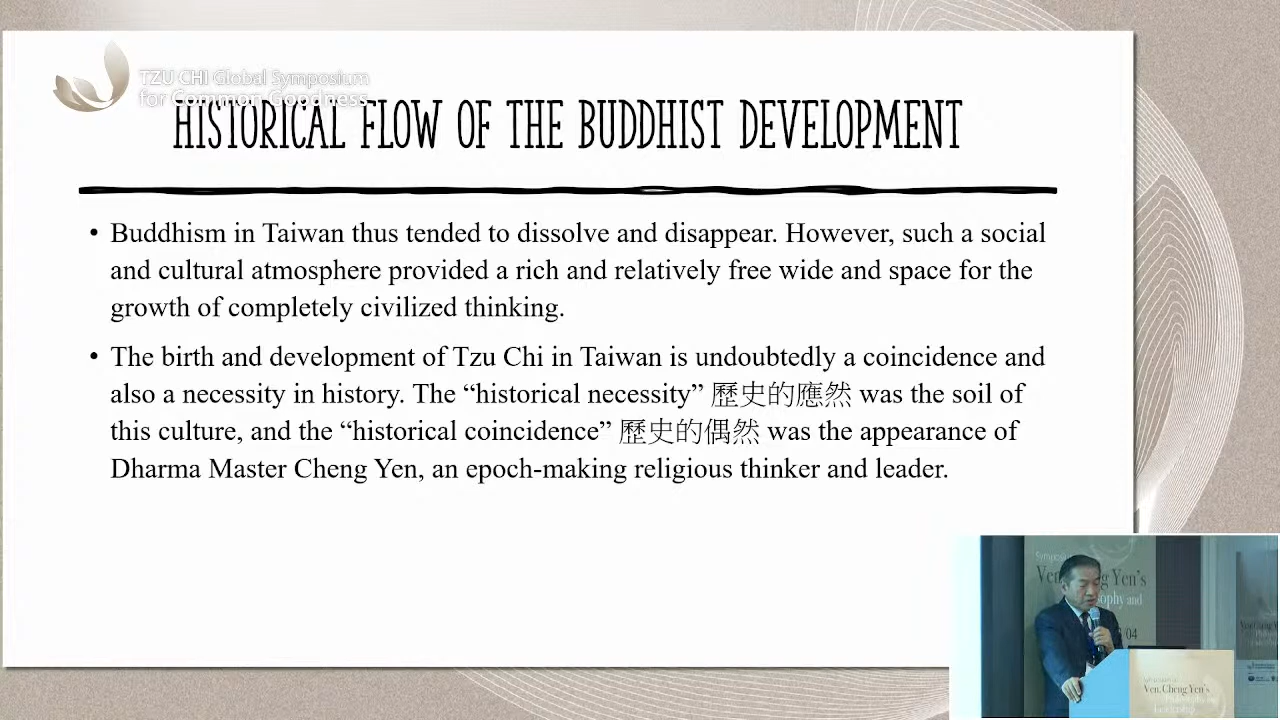 TZU CHI Global Symposium
for Common Goodness
HISTORICAL FLOW OF THE BUDDHIST DEVELOPMENT
• Buddhism in Taiwan thus tended to dissolve and disappear. However, such a social
and cultural atmosphere provided a rich and relatively free wide and space for the
growth of completely civilized thinking.
• The birth and development of Tzu Chi in Taiwan is undoubtedly a coincidence and
also a necessity in history. The “historical necessity” 歷史的應然 was the soil of
this culture, and the “historical coincidence” 歷史的偶然 was the appearance of
Dharma Master Cheng Yen, an epoch-making religious thinker and leader.
Ven. g Yen's
and
/04
Ven. Cheng Yen's